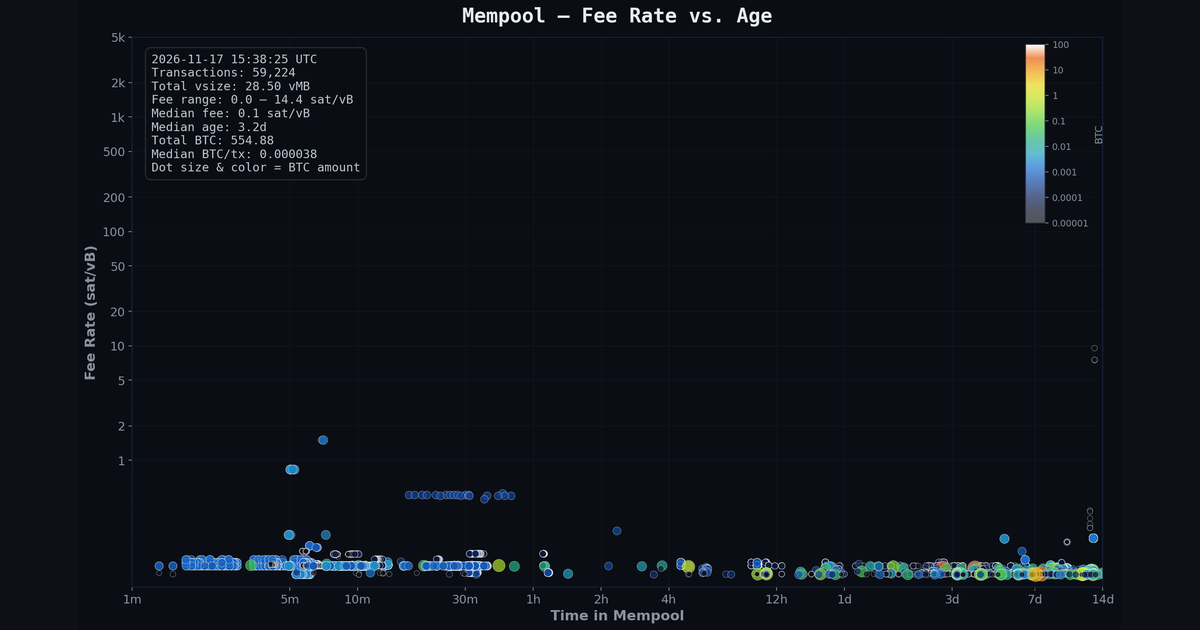 Mempool — Fee Rate vs. Age
5k
2k
1k
500
200
100
50
20
10
5
2
1
Fee Rate (sat/vB)
2026-11-17 15:38:25 UTC
Transactions: 59,224
Total vsize: 28.50 vMB
Fee range: 0.0 — 14.4 sat/vB
Median fee: 0.1 sat/vB
Median age: 3.2d
Total BTC: 554.88
Median BTC/tx: 0.000038
Dot size & color = BTC amount
100
10
1
0.1
0.01
0.001
0.0001
0.00001
BTC
1m 5m 10m 30m 1h 2h 4h 12h 1d 3d 7d 14d
Time in Mempool